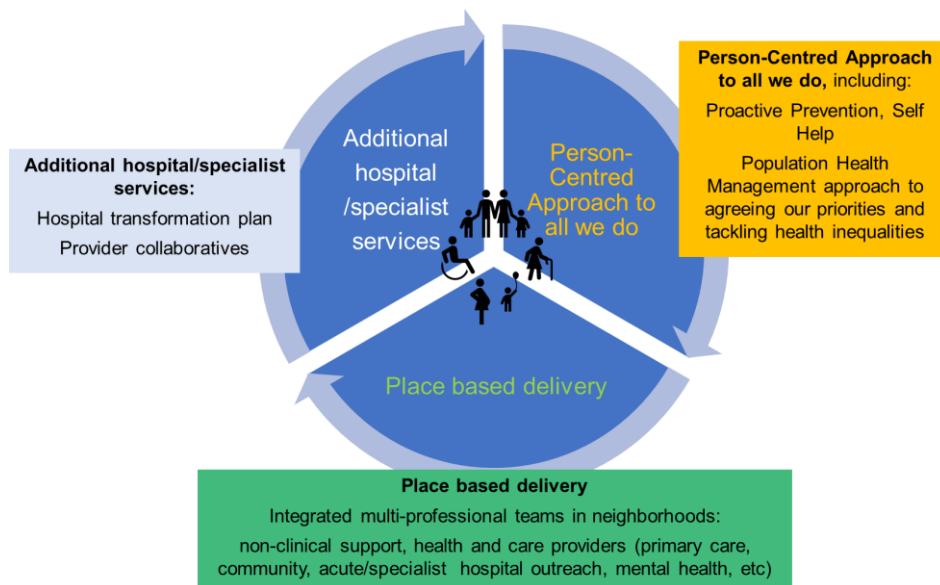 Additional
hospital
/specialist
services
Person-
Centred
Approach to
all we do
Place based delivery
Person-Centred Approach
to all we do, including:
Proactive Prevention, Self
Help
Population Health
Management approach to
agreeing our priorities and
tackling health inequalities
Additional hospital/specialist
services:
Hospital transformation plan
Provider collaboratives
Place based delivery
Integrated multi-professional teams in neighborhoods:
non-clinical support, health and care providers (primary care,
community, acute/specialist hospital outreach, mental health, etc)